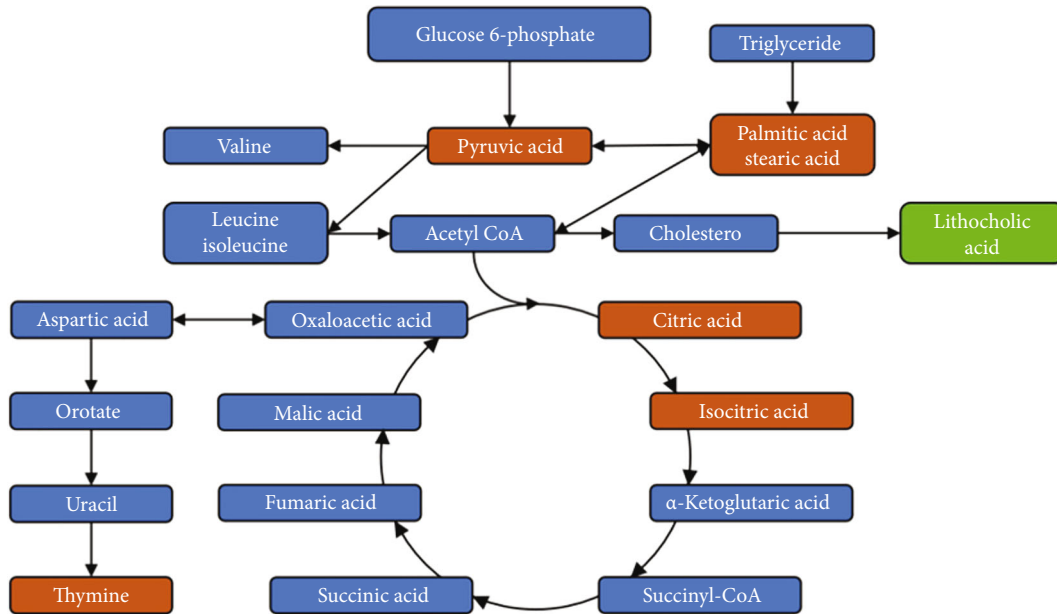 Glucose 6-phosphate
Triglyceride
Valine
Pyruvic acid
Palmitic acid
stearic acid
Leucine
isoleucine
Acetyl CoA
Cholestero
Lithocholic
acid
Aspartic acid
Oxaloacetic acid
Citric acid
Orotate
Malic acid
Isocitric acid
Uracil
Fumaric acid
α-Ketoglutaric acid
Thymine
Succinic acid
Succinyl-CoA